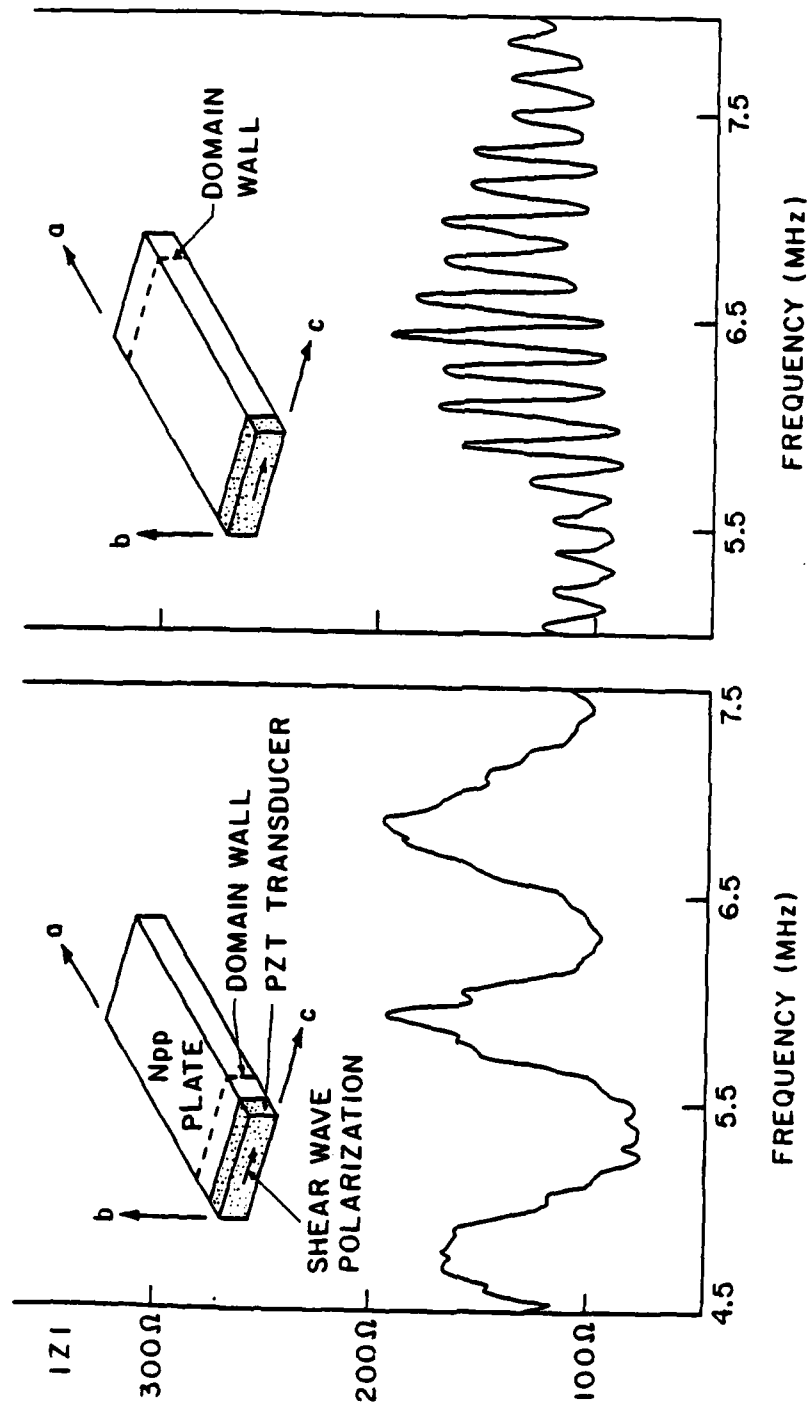 |Z|
300Ω
200Ω
100Ω
b
a
c
Npp
PLATE
DOMAIN WALL
PZT TRANSDUCER
SHEAR WAVE
POLARIZATION
4.5
5.5
6.5
7.5
FREQUENCY (MHz)
b
a
c
DOMAIN
WALL
5.5
6.5
7.5
FREQUENCY (MHz)